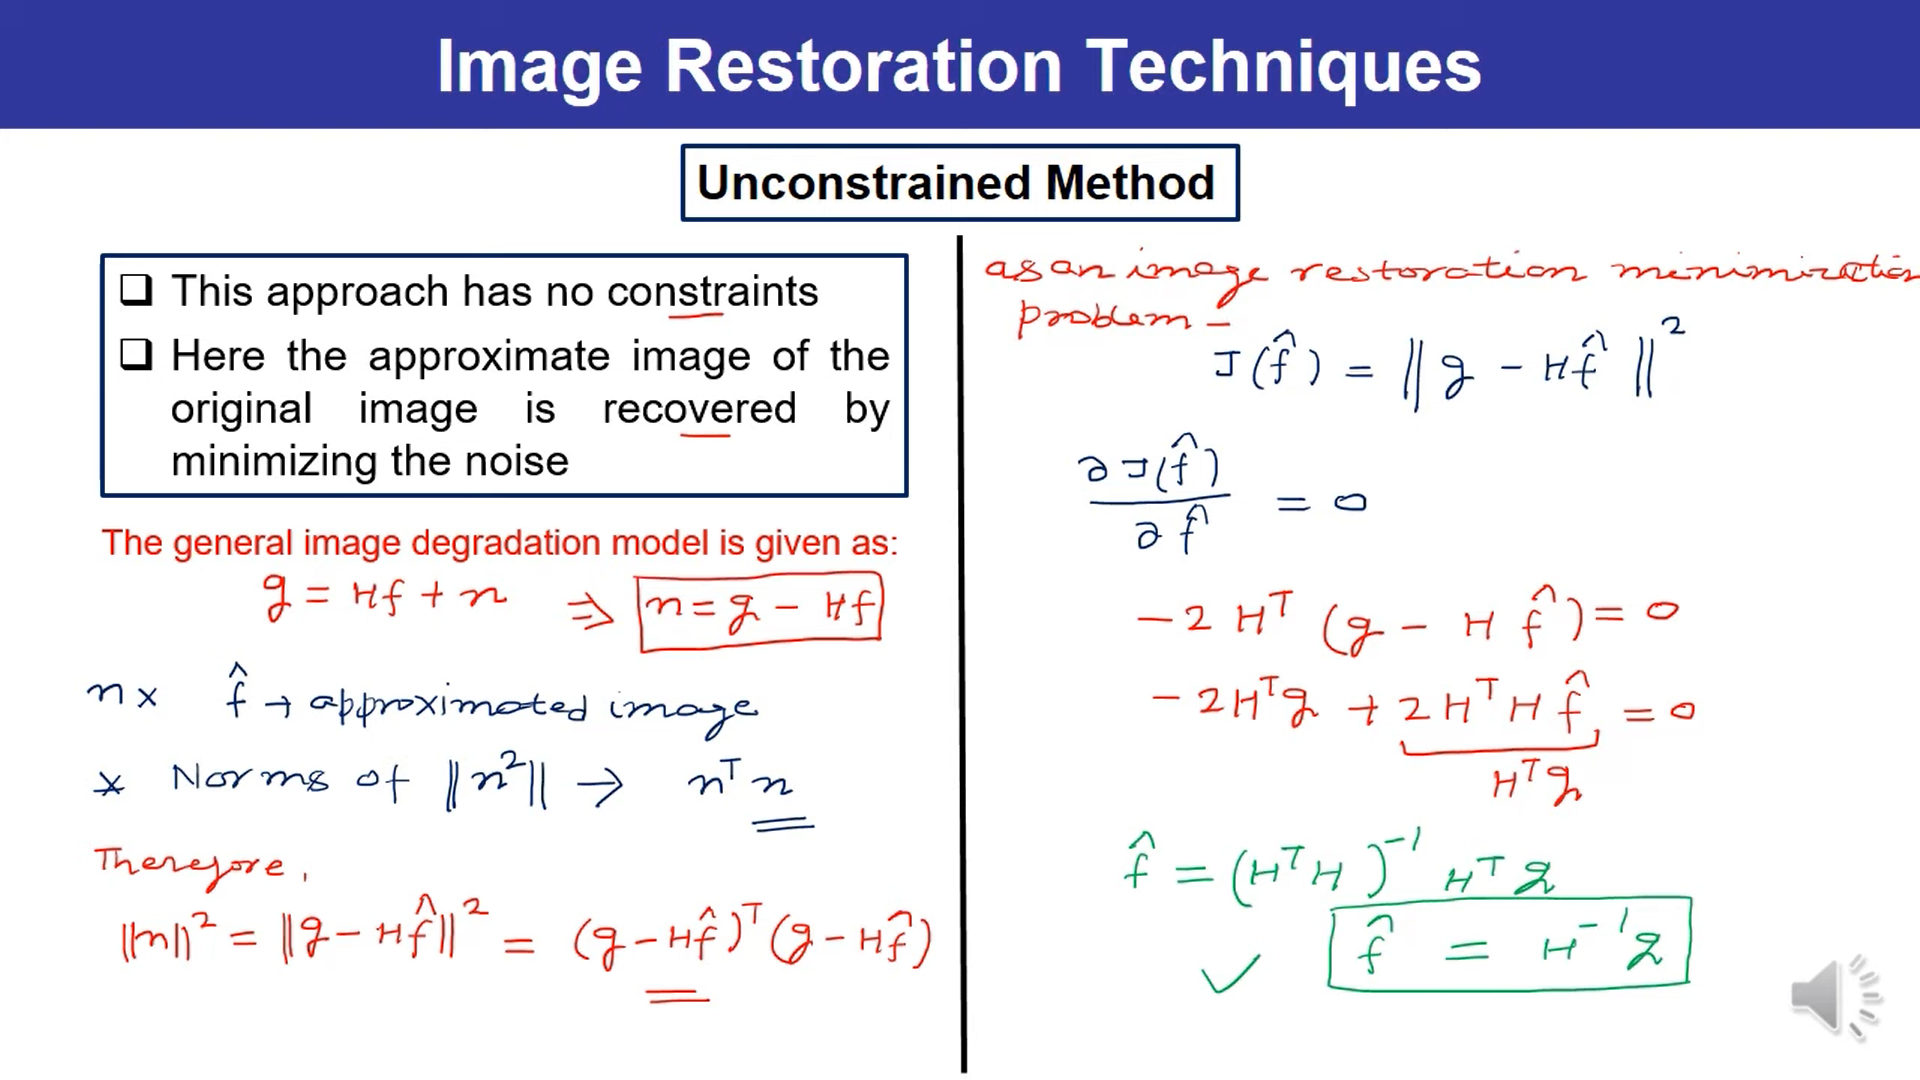 Image Restoration Techniques
Unconstrained Method
❑ This approach has no constraints
❑ Here the approximate image of the
original image is recovered by
minimizing the noise
The general image degradation model is given as:
g = Hf + n ⇒ n = g - Hf
n x f̂ → approximated image
* Norms of ||n²|| → nᵀn
Therefore,
||n||² = ||g - Hf̂||² = (g - Hf̂)ᵀ(g - Hf̂)
as an image restoration minimization
problem -
J(f̂) = ||g - Hf̂||²
∂J(f̂)
∂f̂ = 0
-2Hᵀ(g - Hf̂) = 0
-2Hᵀg + 2HᵀHf̂ = 0
Hᵀg
f̂ = (HᵀH)⁻¹ Hᵀg
✓ f̂ = H⁻¹g